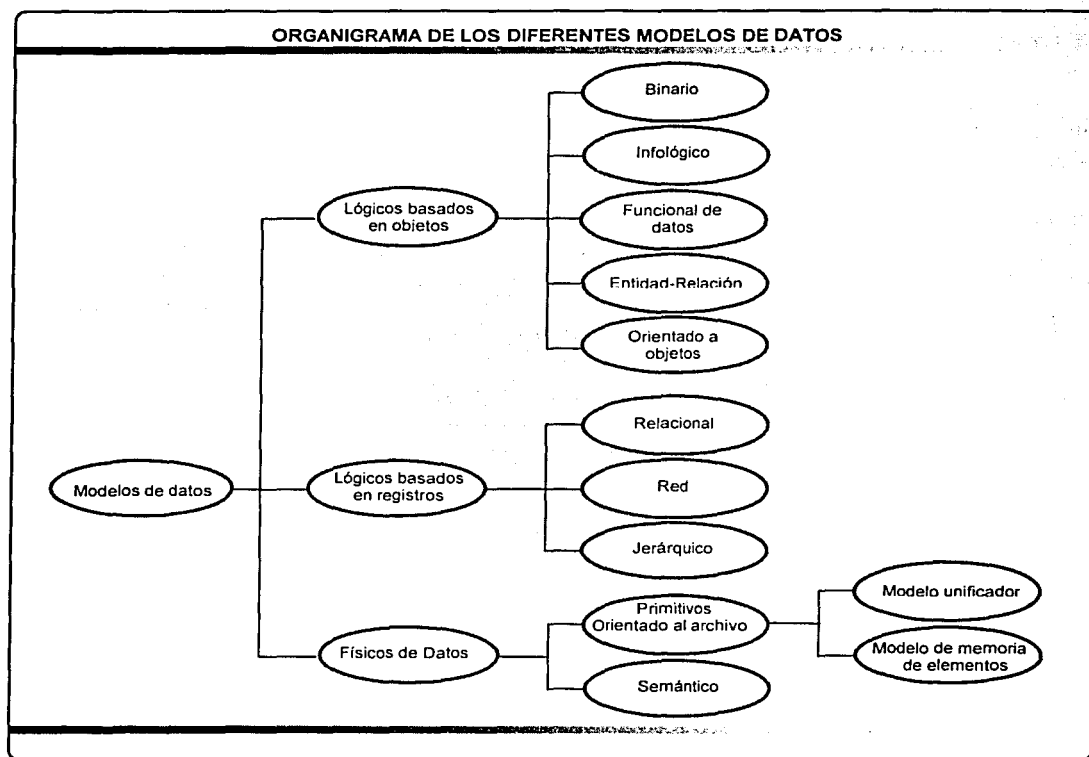 ORGANIGRAMA DE LOS DIFERENTES MODELOS DE DATOS
Binario
Infológico
Lógicos basados
en objetos
Funcional de
datos
Entidad-Relación
Orientado a
objetos
Relacional
Modelos de datos
Lógicos basados
en registros
Red
Jerárquico
Modelo unificador
Primitivos
Orientado al archivo
Físicos de Datos
Modelo de memoria
de elementos
Semántico